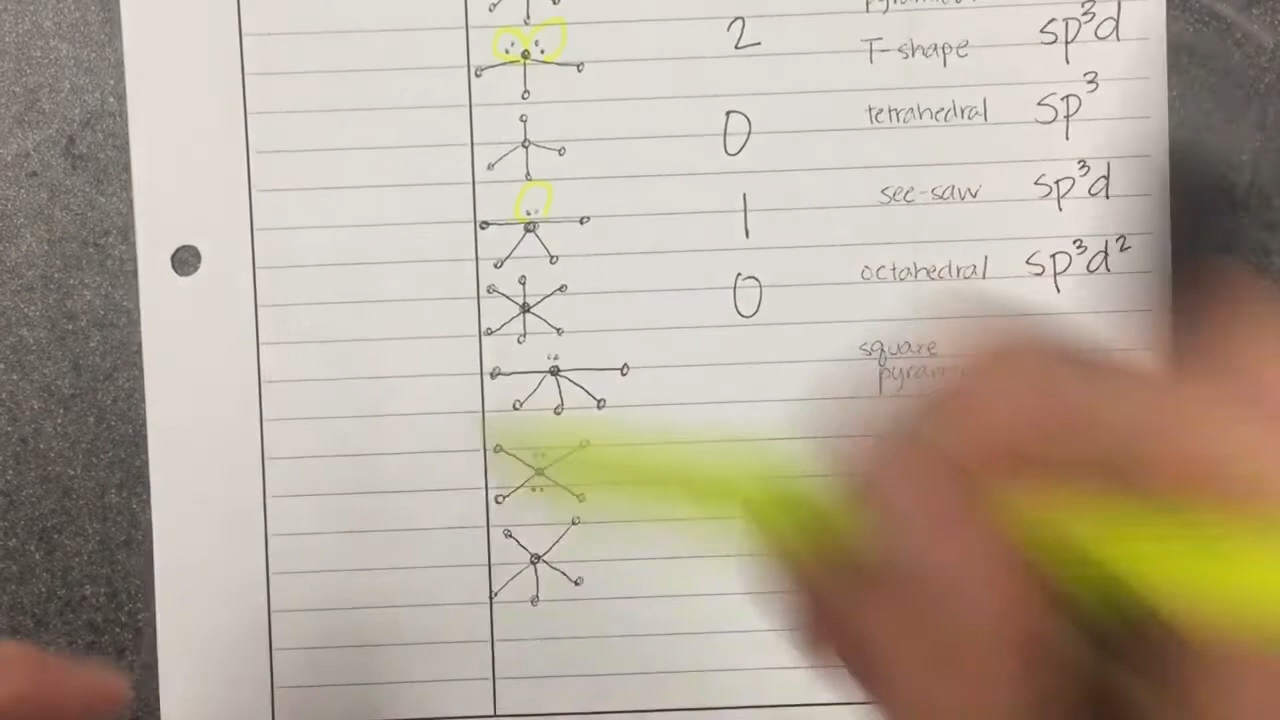 2 T-shape sp³d
0 tetrahedral sp³
1 see-saw sp³d
0 octahedral sp³d²
square